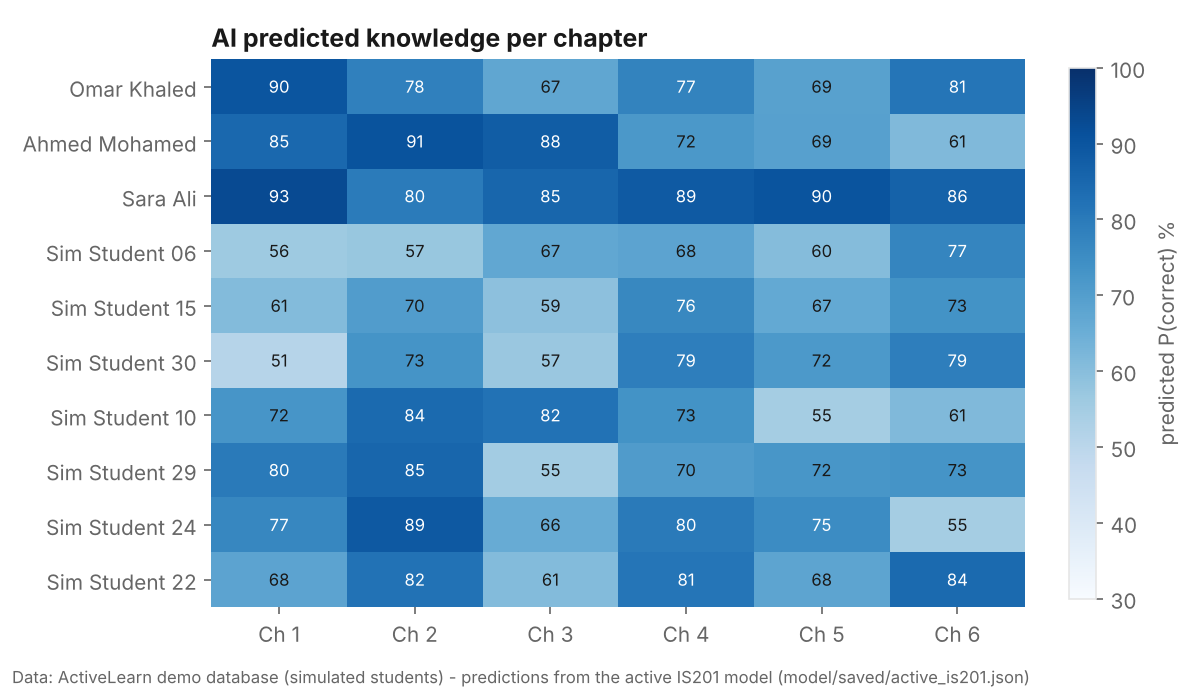 AI predicted knowledge per chapter
Omar Khaled 90 78 67 77 69 81
Ahmed Mohamed 85 91 88 72 69 61
Sara Ali 93 80 85 89 90 86
Sim Student 06 56 57 67 68 60 77
Sim Student 15 61 70 59 76 67 73
Sim Student 30 51 73 57 79 72 79
Sim Student 10 72 84 82 73 55 61
Sim Student 29 80 85 55 70 72 73
Sim Student 24 77 89 66 80 75 55
Sim Student 22 68 82 61 81 68 84
Ch 1 Ch 2 Ch 3 Ch 4 Ch 5 Ch 6
100
90
80
70
60
50
40
30
predicted P(correct) %
Data: ActiveLearn demo database (simulated students) - predictions from the active IS201 model (model/saved/active_is201.json)